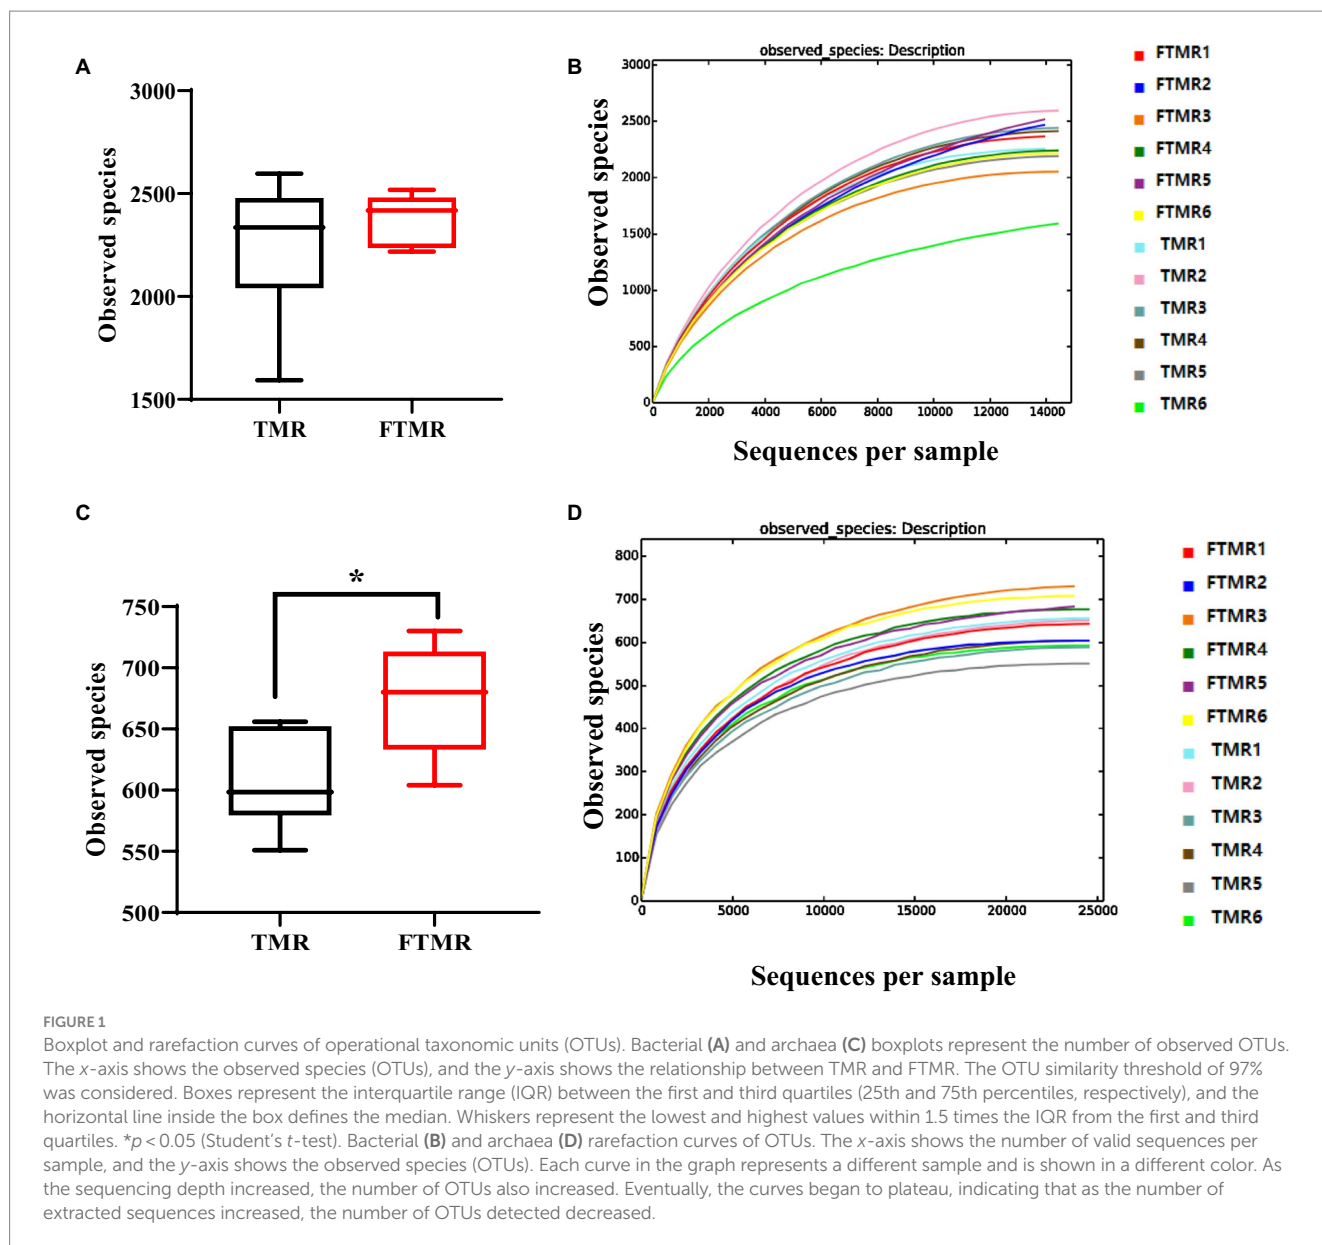 A
3000
2500
2000
1500
Observed species
TMR
FTMR
B
observed_species: Description
3000
2500
2000
1500
1000
500
0
Observed species
0 2000 4000 6000 8000 10000 12000 14000
Sequences per sample
FTMR1
FTMR2
FTMR3
FTMR4
FTMR5
FTMR6
TMR1
TMR2
TMR3
TMR4
TMR5
TMR6
C
*
750
700
650
600
550
500
Observed species
TMR
FTMR
D
observed_species: Description
800
700
600
500
400
300
200
100
0
Observed species
0 5000 10000 15000 20000 25000
Sequences per sample
FTMR1
FTMR2
FTMR3
FTMR4
FTMR5
FTMR6
TMR1
TMR2
TMR3
TMR4
TMR5
TMR6
FIGURE 1
Boxplot and rarefaction curves of operational taxonomic units (OTUs). Bacterial (A) and archaea (C) boxplots represent the number of observed OTUs.
The x-axis shows the observed species (OTUs), and the y-axis shows the relationship between TMR and FTMR. The OTU similarity threshold of 97%
was considered. Boxes represent the interquartile range (IQR) between the first and third quartiles (25th and 75th percentiles, respectively), and the
horizontal line inside the box defines the median. Whiskers represent the lowest and highest values within 1.5 times the IQR from the first and third
quartiles. *p < 0.05 (Student's t-test). Bacterial (B) and archaea (D) rarefaction curves of OTUs. The x-axis shows the number of valid sequences per
sample, and the y-axis shows the observed species (OTUs). Each curve in the graph represents a different sample and is shown in a different color. As
the sequencing depth increased, the number of OTUs also increased. Eventually, the curves began to plateau, indicating that as the number of
extracted sequences increased, the number of OTUs detected decreased.